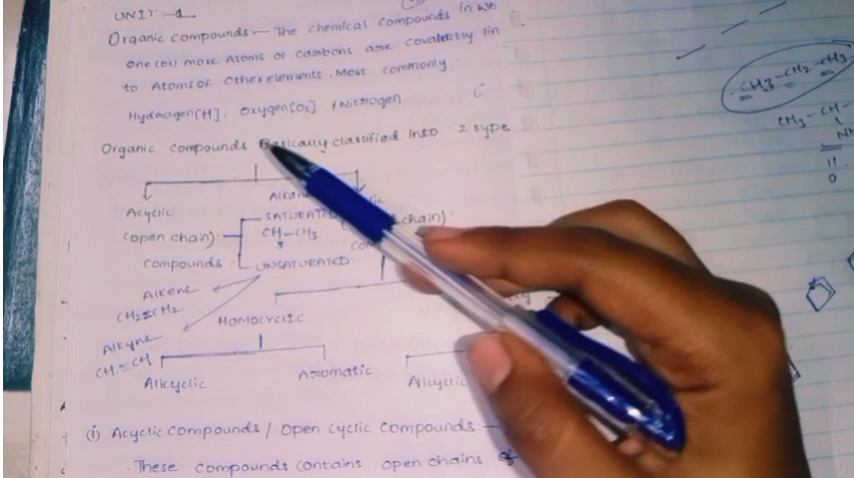 UNIT-1
Organic compounds:- The chemical compounds in wh
one (or) more Atoms of carbons are covalently lin
to Atoms of Other elements. Most commonly
Hydrogen[H], Oxygen[O₂] / Nitrogen
CH3-CH2-CH3
CH3-CH-
Organic compounds Basically classified Into 2 type
Acyclic
(open chain)
compounds
SATURATED
CH-CH3
3
chain)
UNSATURATED
Alkene
CH2=CH2
Alkyne
CH≡CH
HOMOCYCLIC
Alicyclic
Aromatic
(i) Acyclic compounds / Open cyclic compounds :-
These compounds contains open chains of